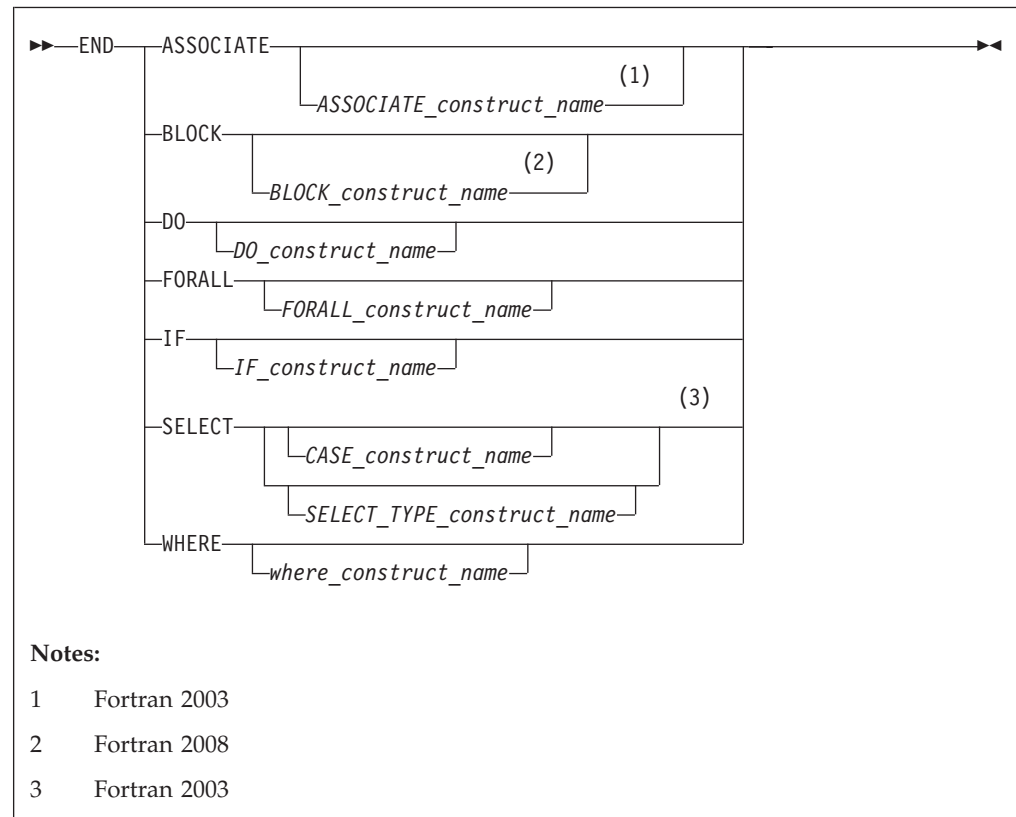 END ASSOCIATE
(1)
ASSOCIATE_construct_name
BLOCK
(2)
BLOCK_construct_name
DO
DO_construct_name
FORALL
FORALL_construct_name
IF
IF_construct_name
(3)
SELECT
CASE_construct_name
SELECT_TYPE_construct_name
WHERE
where_construct_name
Notes:
1 Fortran 2003
2 Fortran 2008
3 Fortran 2003